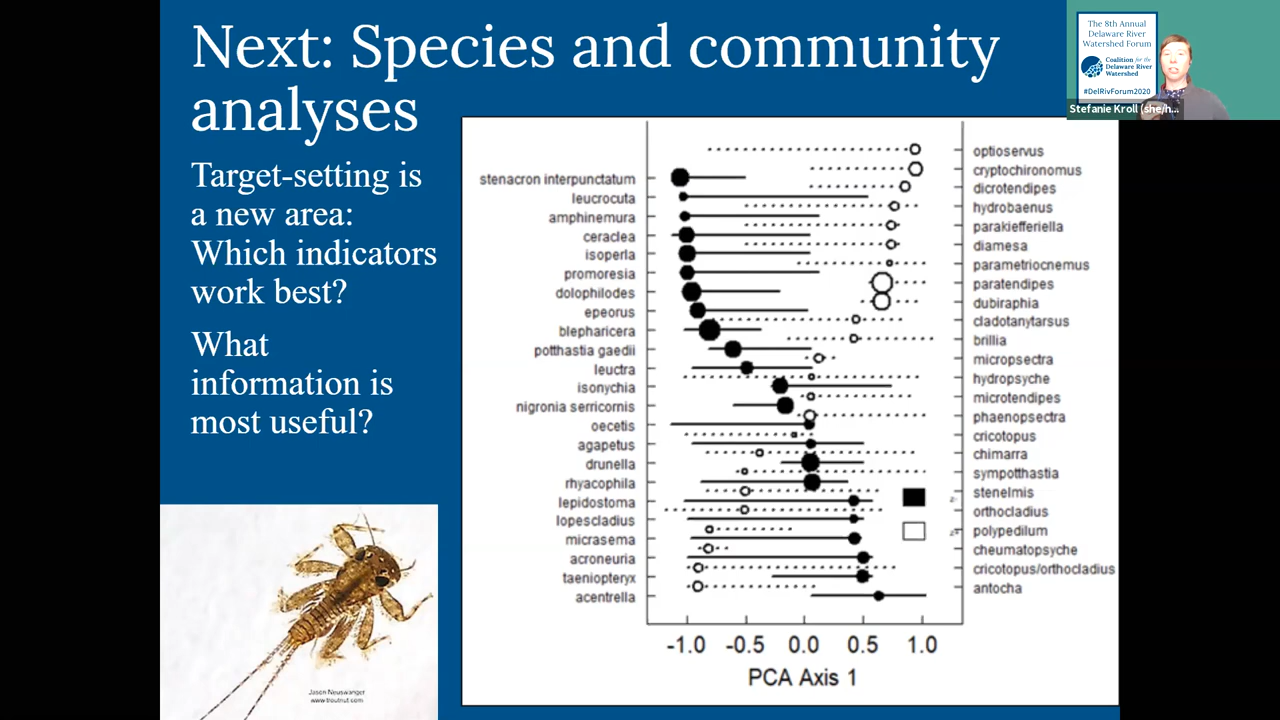 Next: Species and community
analyses
Target-setting is
a new area:
Which indicators
work best?
What
information is
most useful?
stenacron interpunctatum
leucrocuta
amphinemura
ceraclea
isoperla
promoresia
dolophilodes
epeorus
blepharicera
potthastia gaedii
leuctra
isonychia
nigronia serricornis
oecetis
agapetus
drunella
rhyacophila
lepidostoma
lopescladius
micrasema
acroneuria
taeniopteryx
acentrella
optioservus
cryptochironomus
dicrotendipes
hydrobaenus
parakiefferiella
diamesa
parametriocnemus
paratendipes
dubiraphia
cladotanytarsus
brillia
micropsectra
hydropsyche
microtendipes
phaenopsectra
cricotopus
chimarra
sympotthastia
stenelmis
orthocladius
polypedilum
cheumatopsyche
cricotopus/orthocladius
antocha
-1.0 -0.5 0.0 0.5 1.0
PCA Axis 1
Jason Neuswanger
www.troutnut.com
The 8th Annual
Delaware River
Watershed Forum
Coalition for the
Delaware River
Watershed
#DelRivForum2020
Stefanie Kroll (she/h...